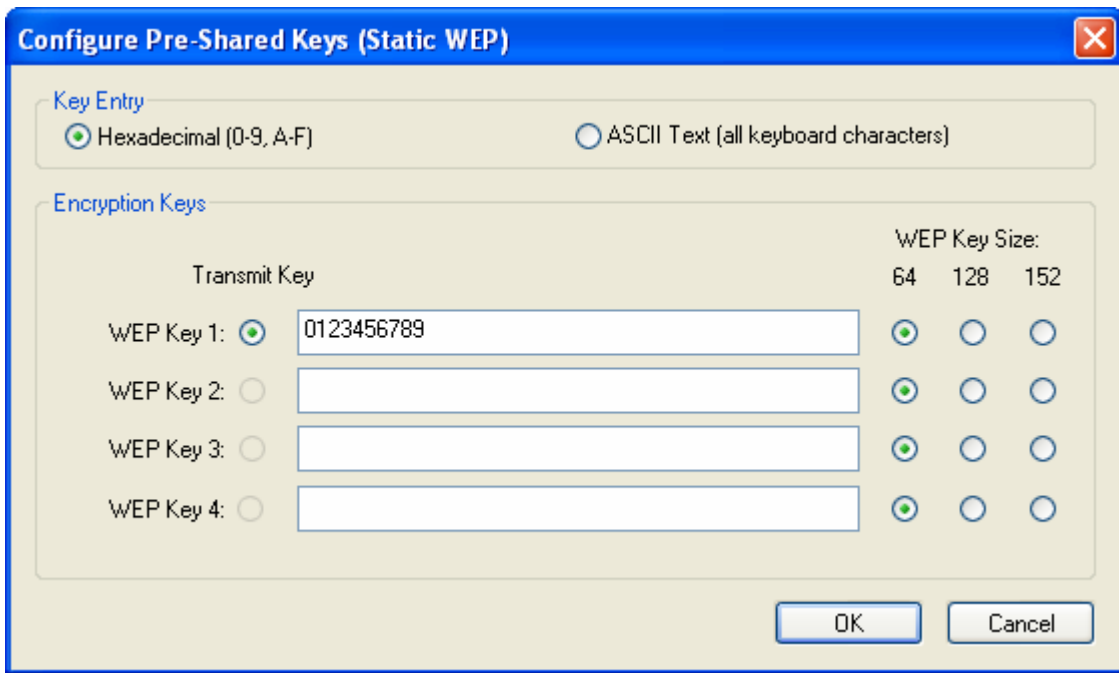 Configure Pre-Shared Keys (Static WEP)
Key Entry
Hexadecimal (0-9, A-F)
ASCII Text (all keyboard characters)
Encryption Keys
WEP Key Size:
Transmit Key
64 128 152
WEP Key 1: 0123456789
WEP Key 2:
WEP Key 3:
WEP Key 4:
OK Cancel